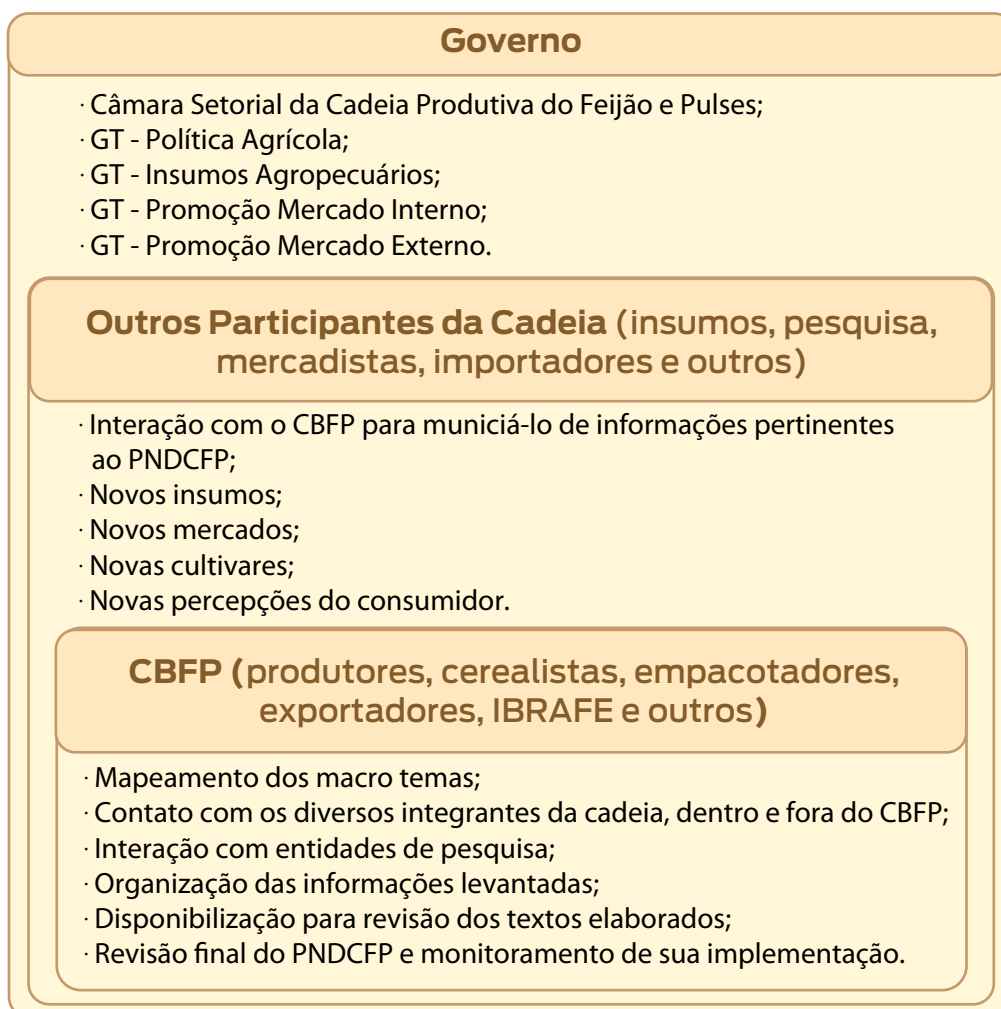 Governo
· Câmara Setorial da Cadeia Produtiva do Feijão e Pulses;
· GT - Política Agrícola;
· GT - Insumos Agropecuários;
· GT - Promoção Mercado Interno;
· GT - Promoção Mercado Externo.
Outros Participantes da Cadeia (insumos, pesquisa,
mercadistas, importadores e outros)
· Interação com o CBFP para municiá-lo de informações pertinentes
ao PNDCFP;
· Novos insumos;
· Novos mercados;
· Novas cultivares;
· Novas percepções do consumidor.
CBFP (produtores, cerealistas, empacotadores,
exportadores, IBRAFE e outros)
· Mapeamento dos macro temas;
· Contato com os diversos integrantes da cadeia, dentro e fora do CBFP;
· Interação com entidades de pesquisa;
· Organização das informações levantadas;
· Disponibilização para revisão dos textos elaborados;
· Revisão final do PNDCFP e monitoramento de sua implementação.